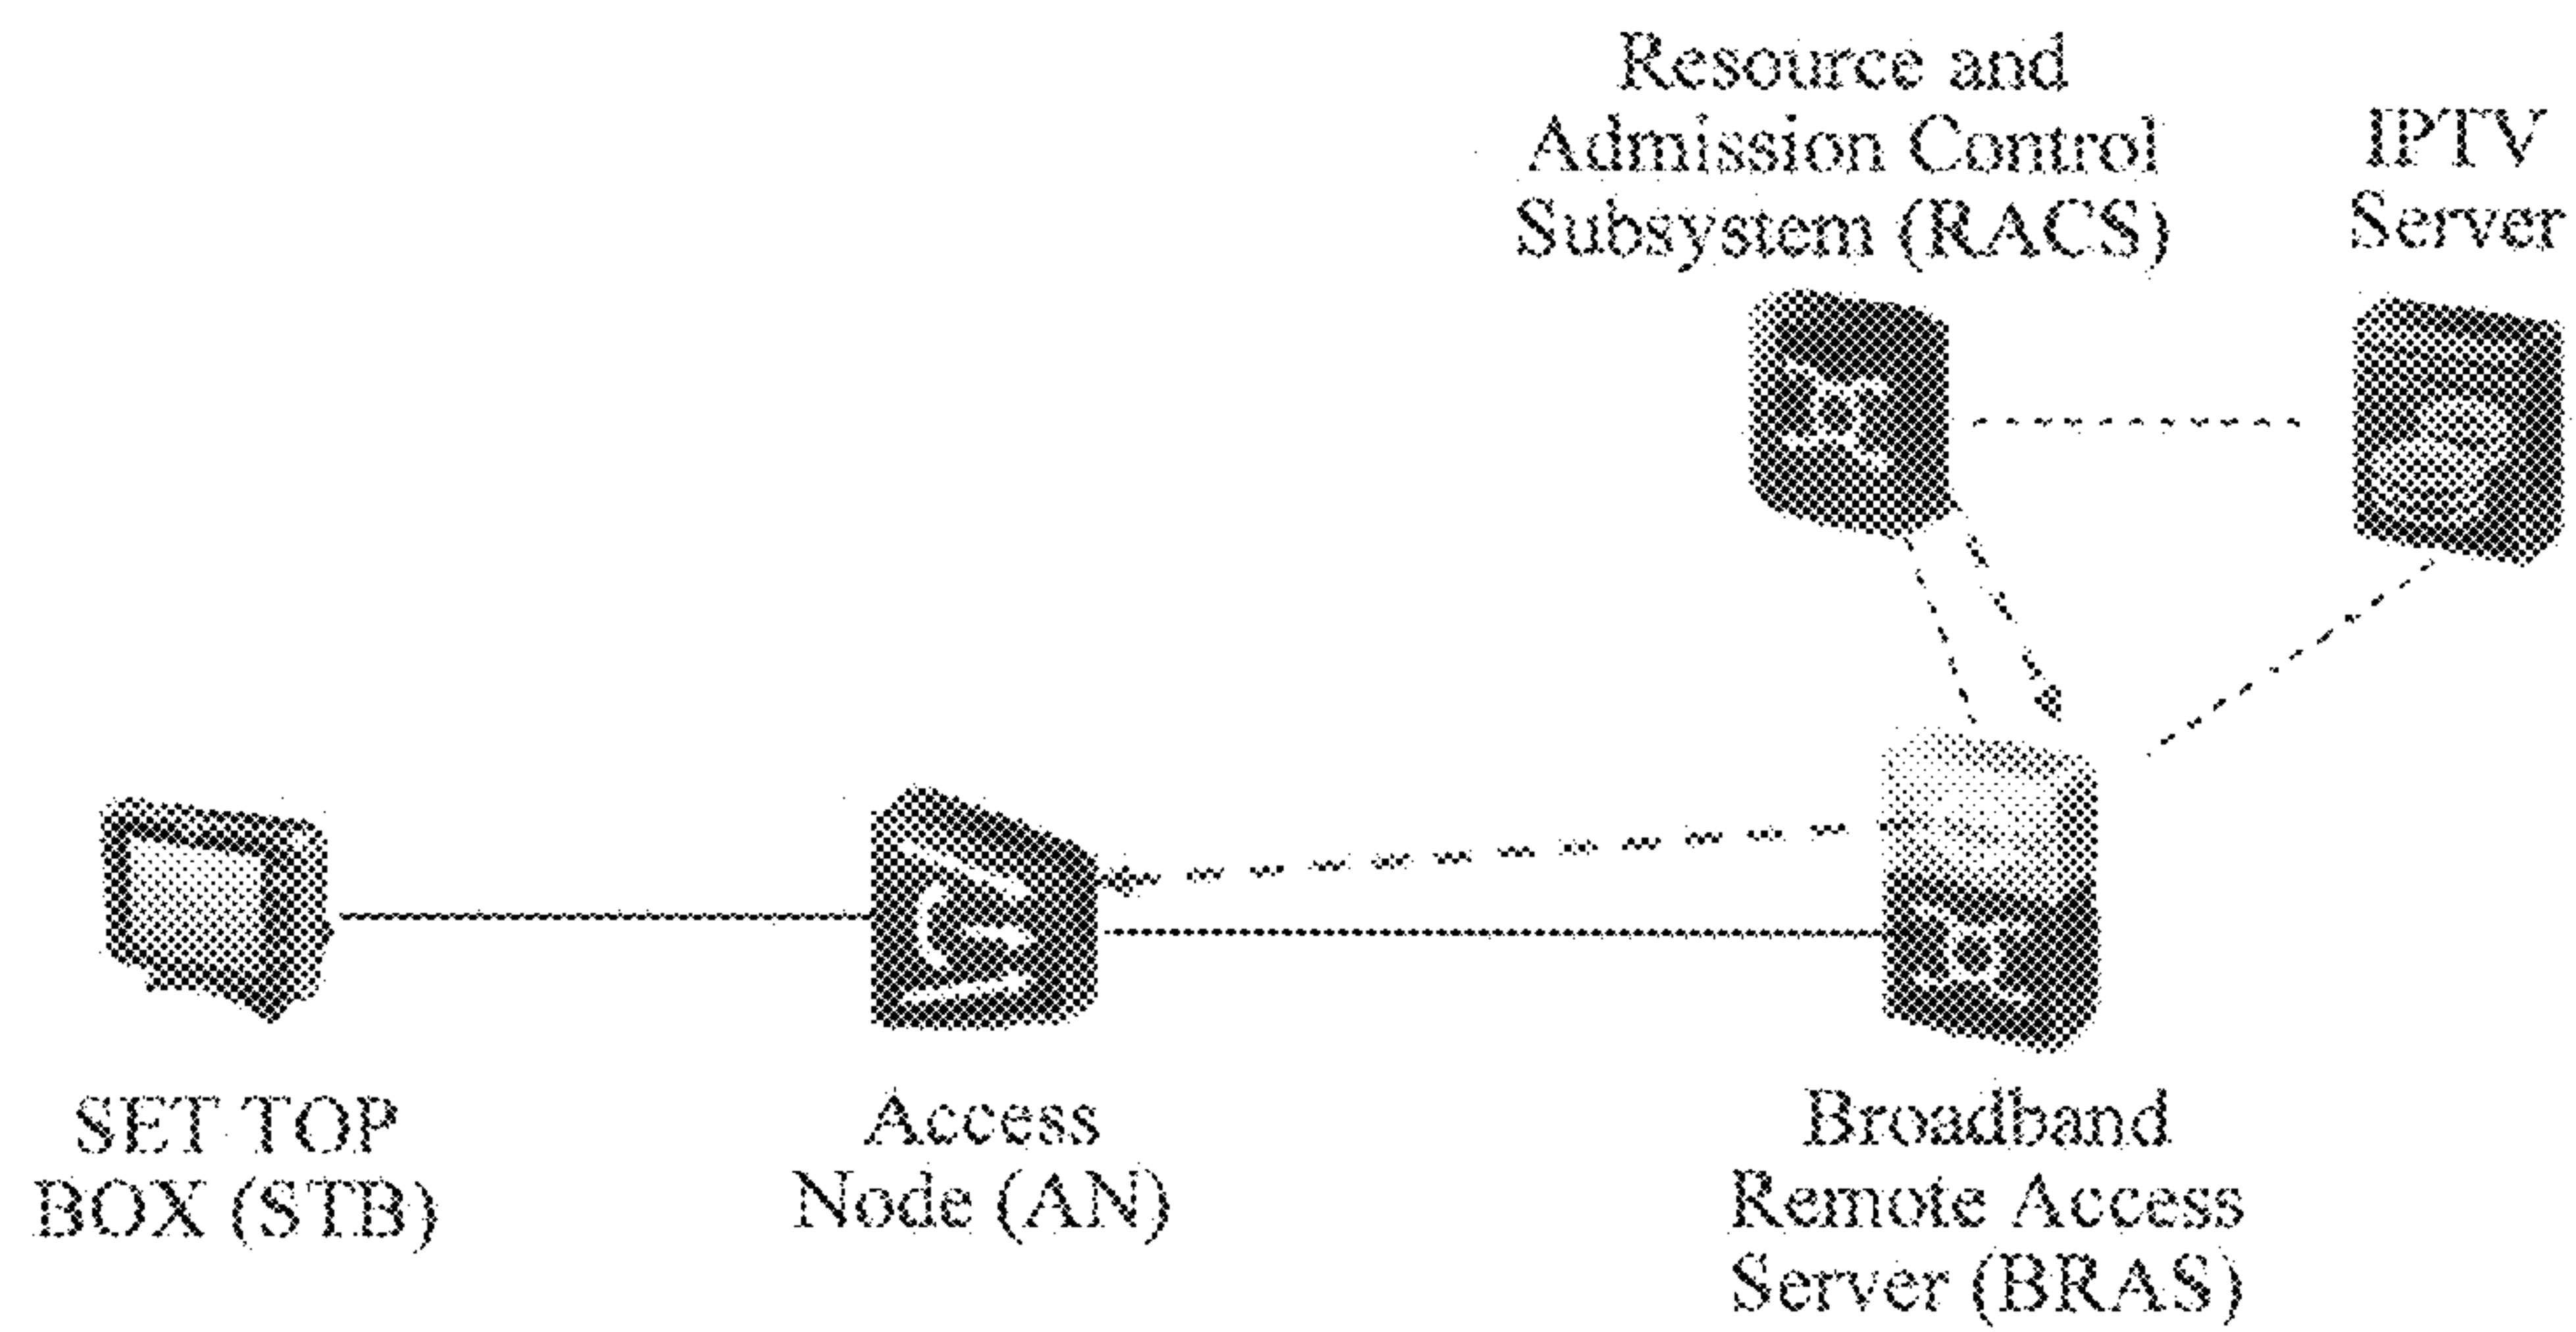 Resource and
Admission Control
Subsystem (RACS)
IPTV
Server
SET TOP
BOX (STB)
Access
Node (AN)
Broadband
Remote Access
Server (BRAS)